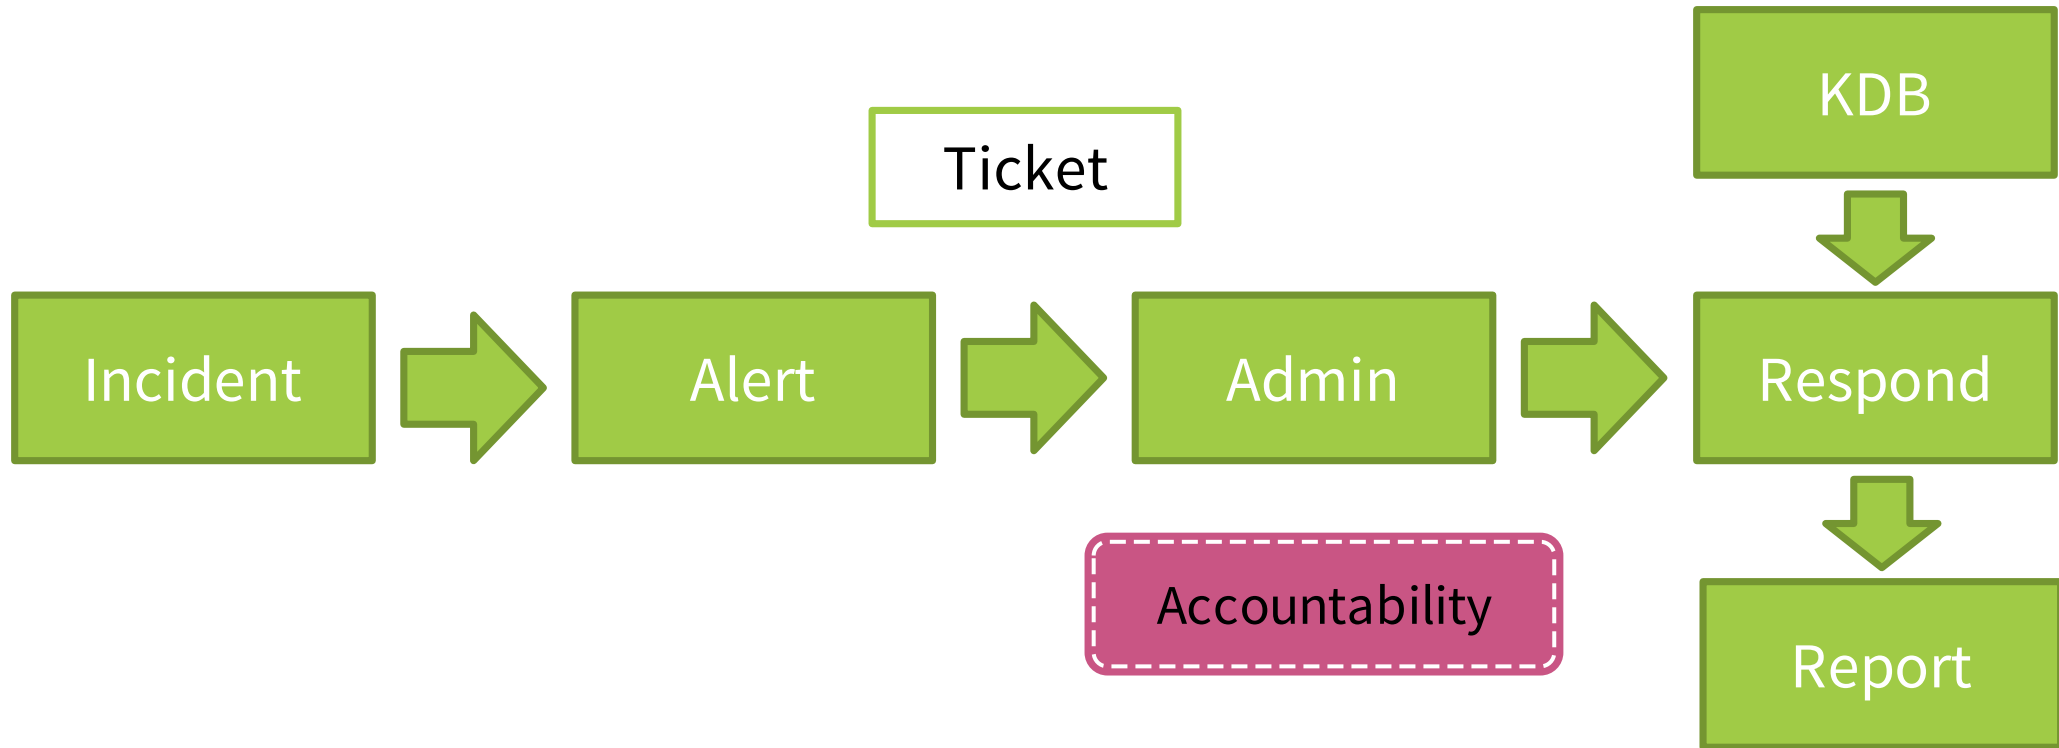 KDB
Ticket
Incident
Alert
Admin
Respond
Accountability
Report